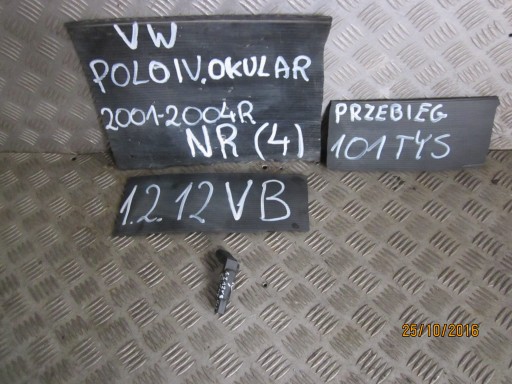 VW
POLO IV. OKULAR
2001-2004R
NR (4)
PRZEBIEG
101 TYS
1.2 12 VB
25/10/2016